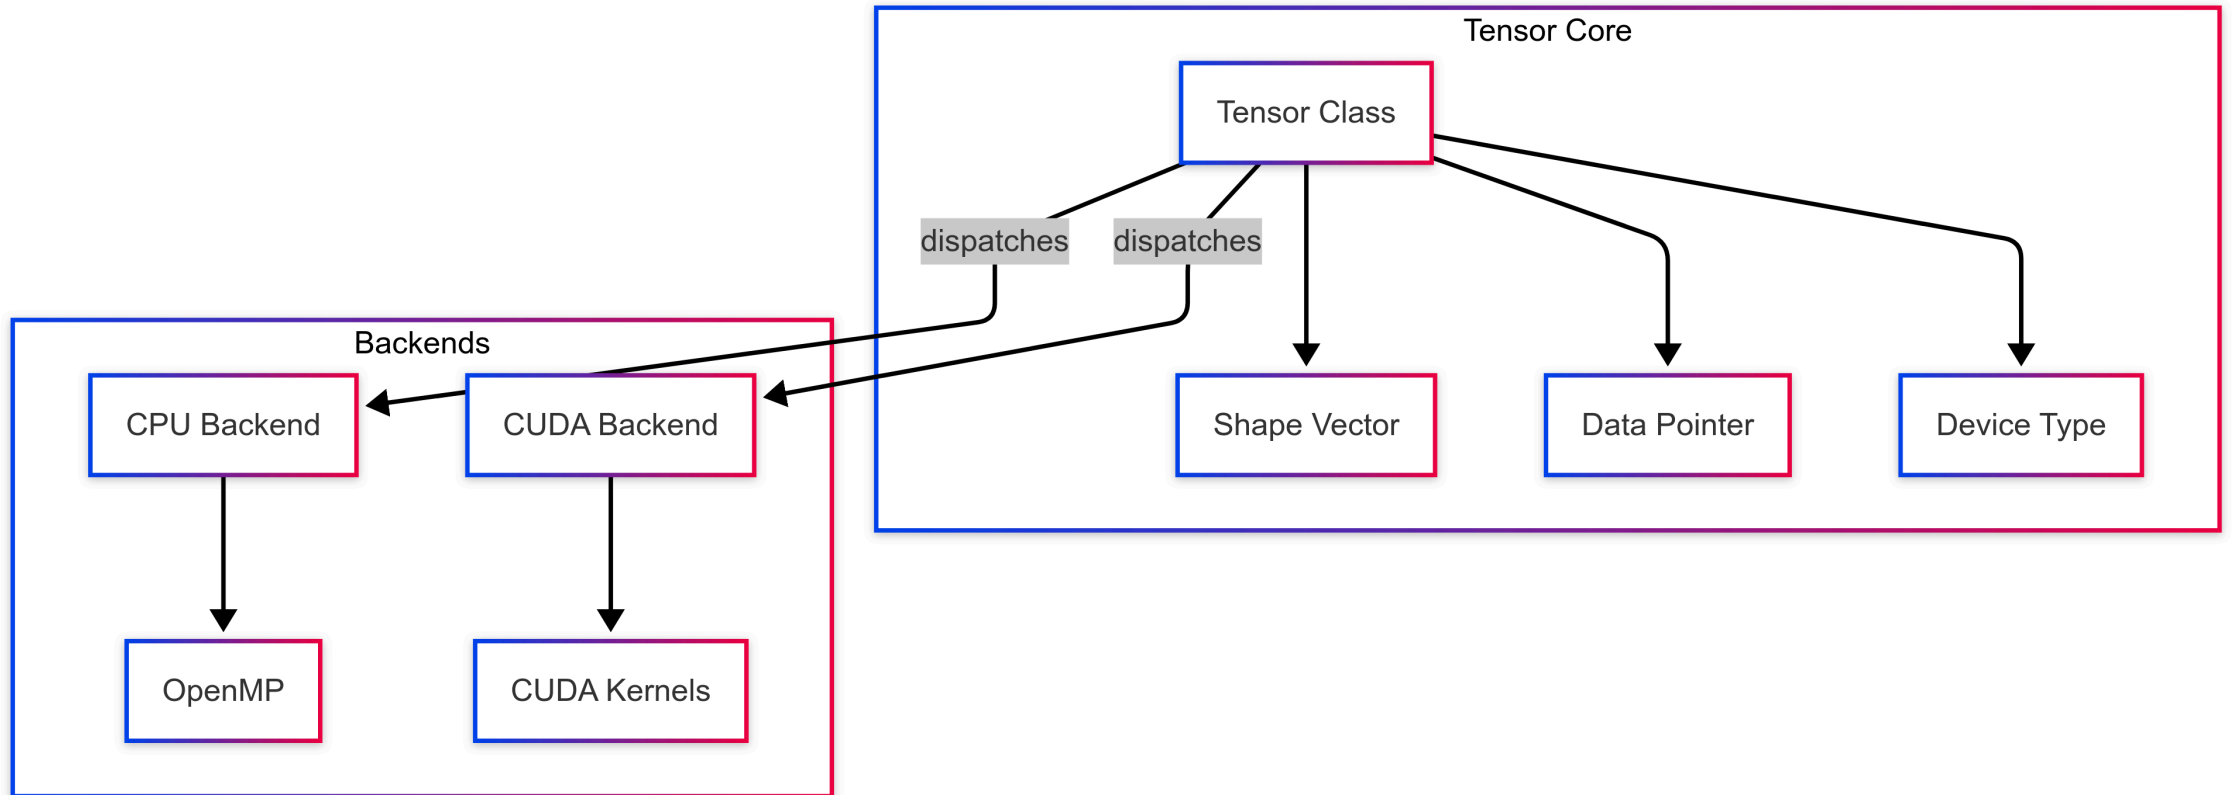 Tensor Core
Tensor Class
dispatches
dispatches
Backends
CPU Backend
CUDA Backend
Shape Vector
Data Pointer
Device Type
OpenMP
CUDA Kernels